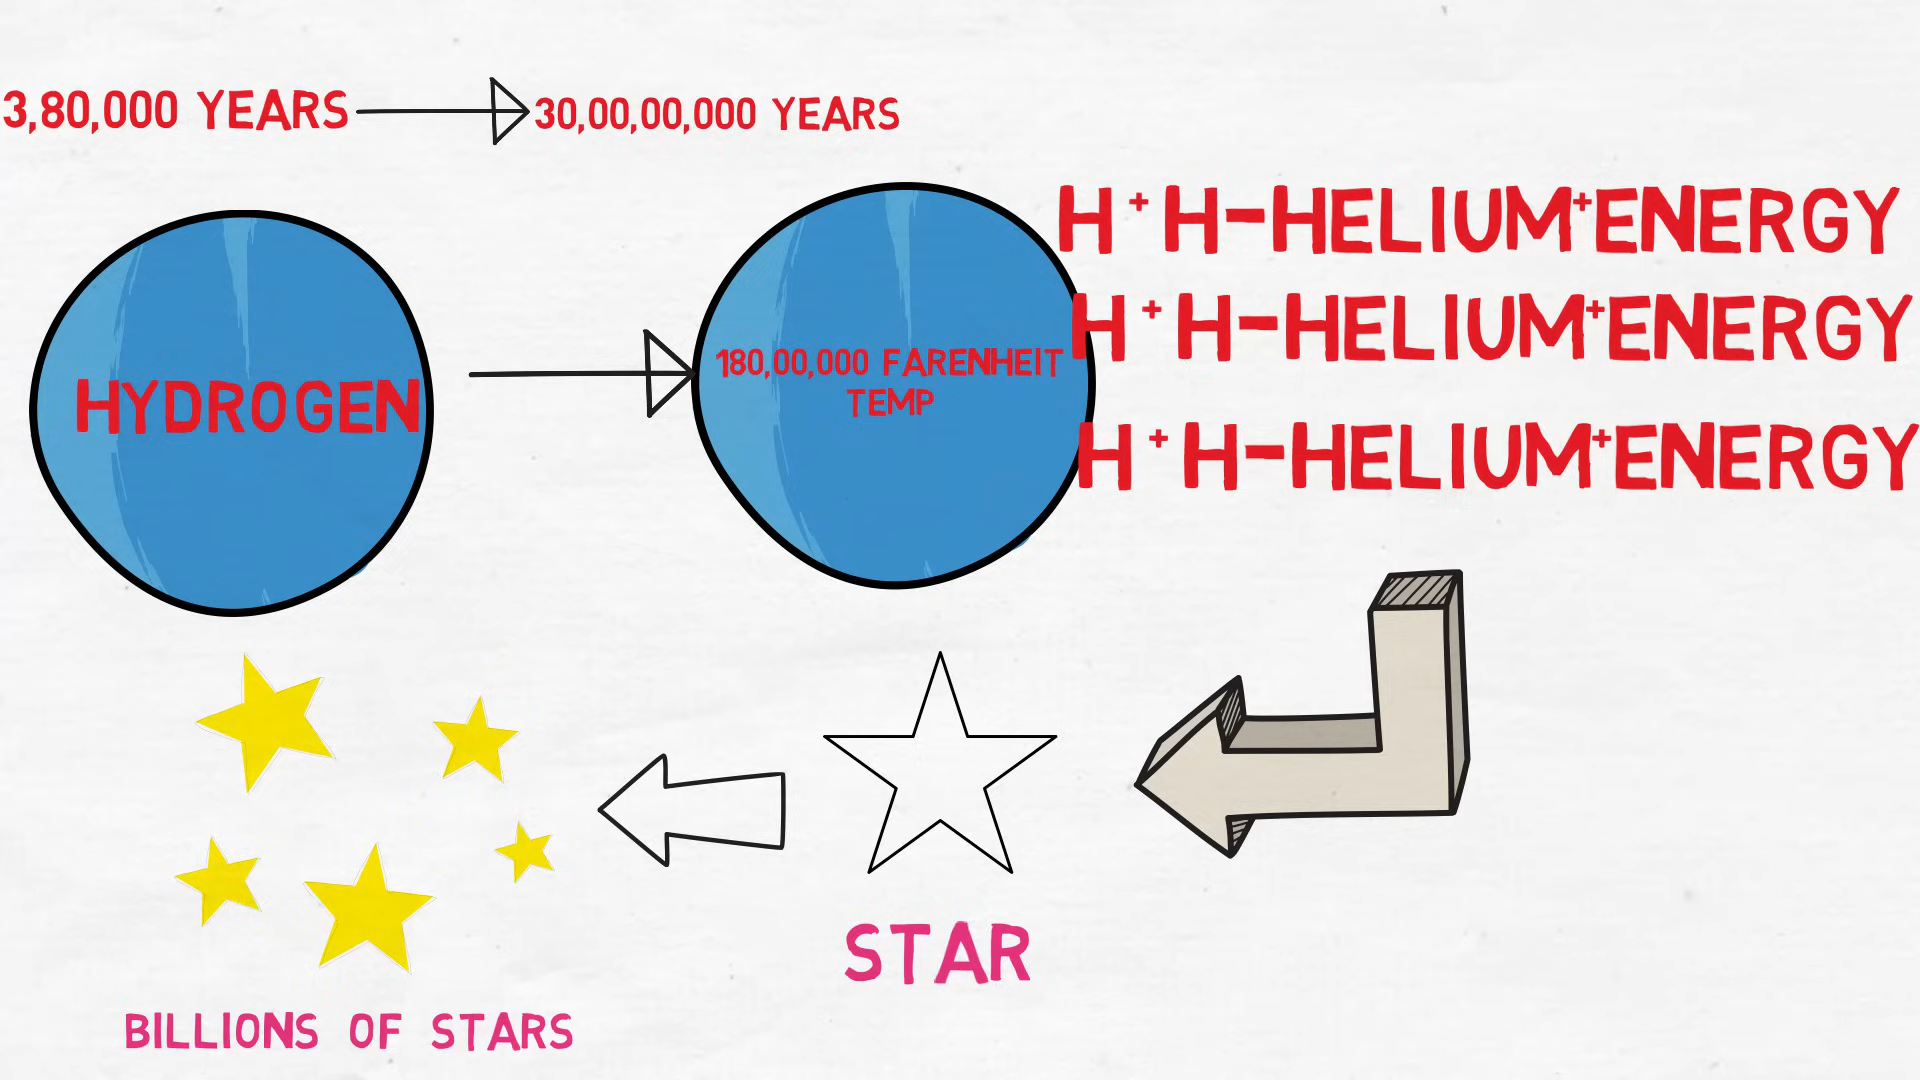 3,80,000 YEARS
30,00,00,000 YEARS
HYDROGEN
180,00,000 FARENHEIT
TEMP
H + H-HELIUM+ENERGY
H + H-HELIUM+ENERGY
H + H-HELIUM+ENERGY
STAR
BILLIONS OF STARS